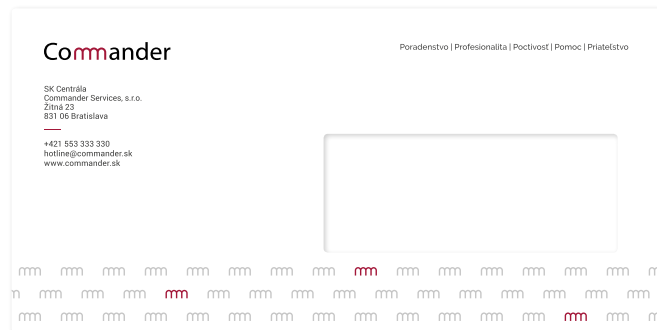 Commander
Poradenstvo | Profesionalita | Poctivosť | Pomoc | Priateľstvo
SK Centrála
Commander Services, s.r.o.
Žitná 23
831 06 Bratislava
+421 553 333 330
hotline@commander.sk
www.commander.sk